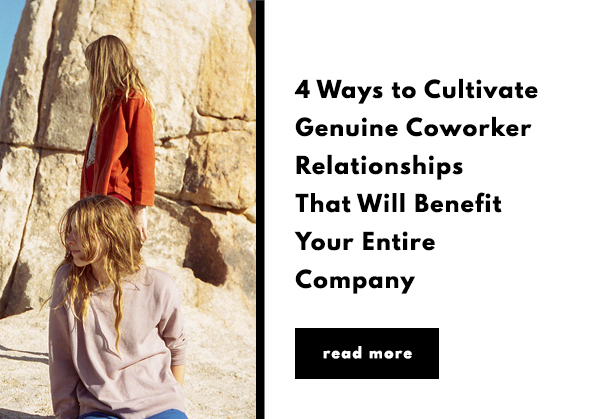 4 Ways to Cultivate
Genuine Coworker
Relationships
That Will Benefit
Your Entire
Company
read more